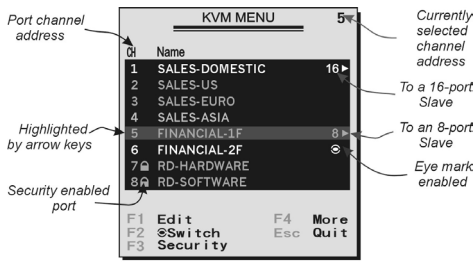 KVM MENU 5
CH Name
1 SALES-DOMESTIC 16►
2 SALES-US
3 SALES-EURO
4 SALES-ASIA
5 FINANCIAL-1F 8►
6 FINANCIAL-2F
7 RD-HARDWARE
8 RD-SOFTWARE
F1 Edit F4 More
F2 Switch Esc Quit
F3 Security
Port channel
address
Highlighted
by arrow keys
Security enabled
port
Currently
selected
channel
address
To a 16-port
Slave
To an 8-port
Slave
Eye mark
enabled